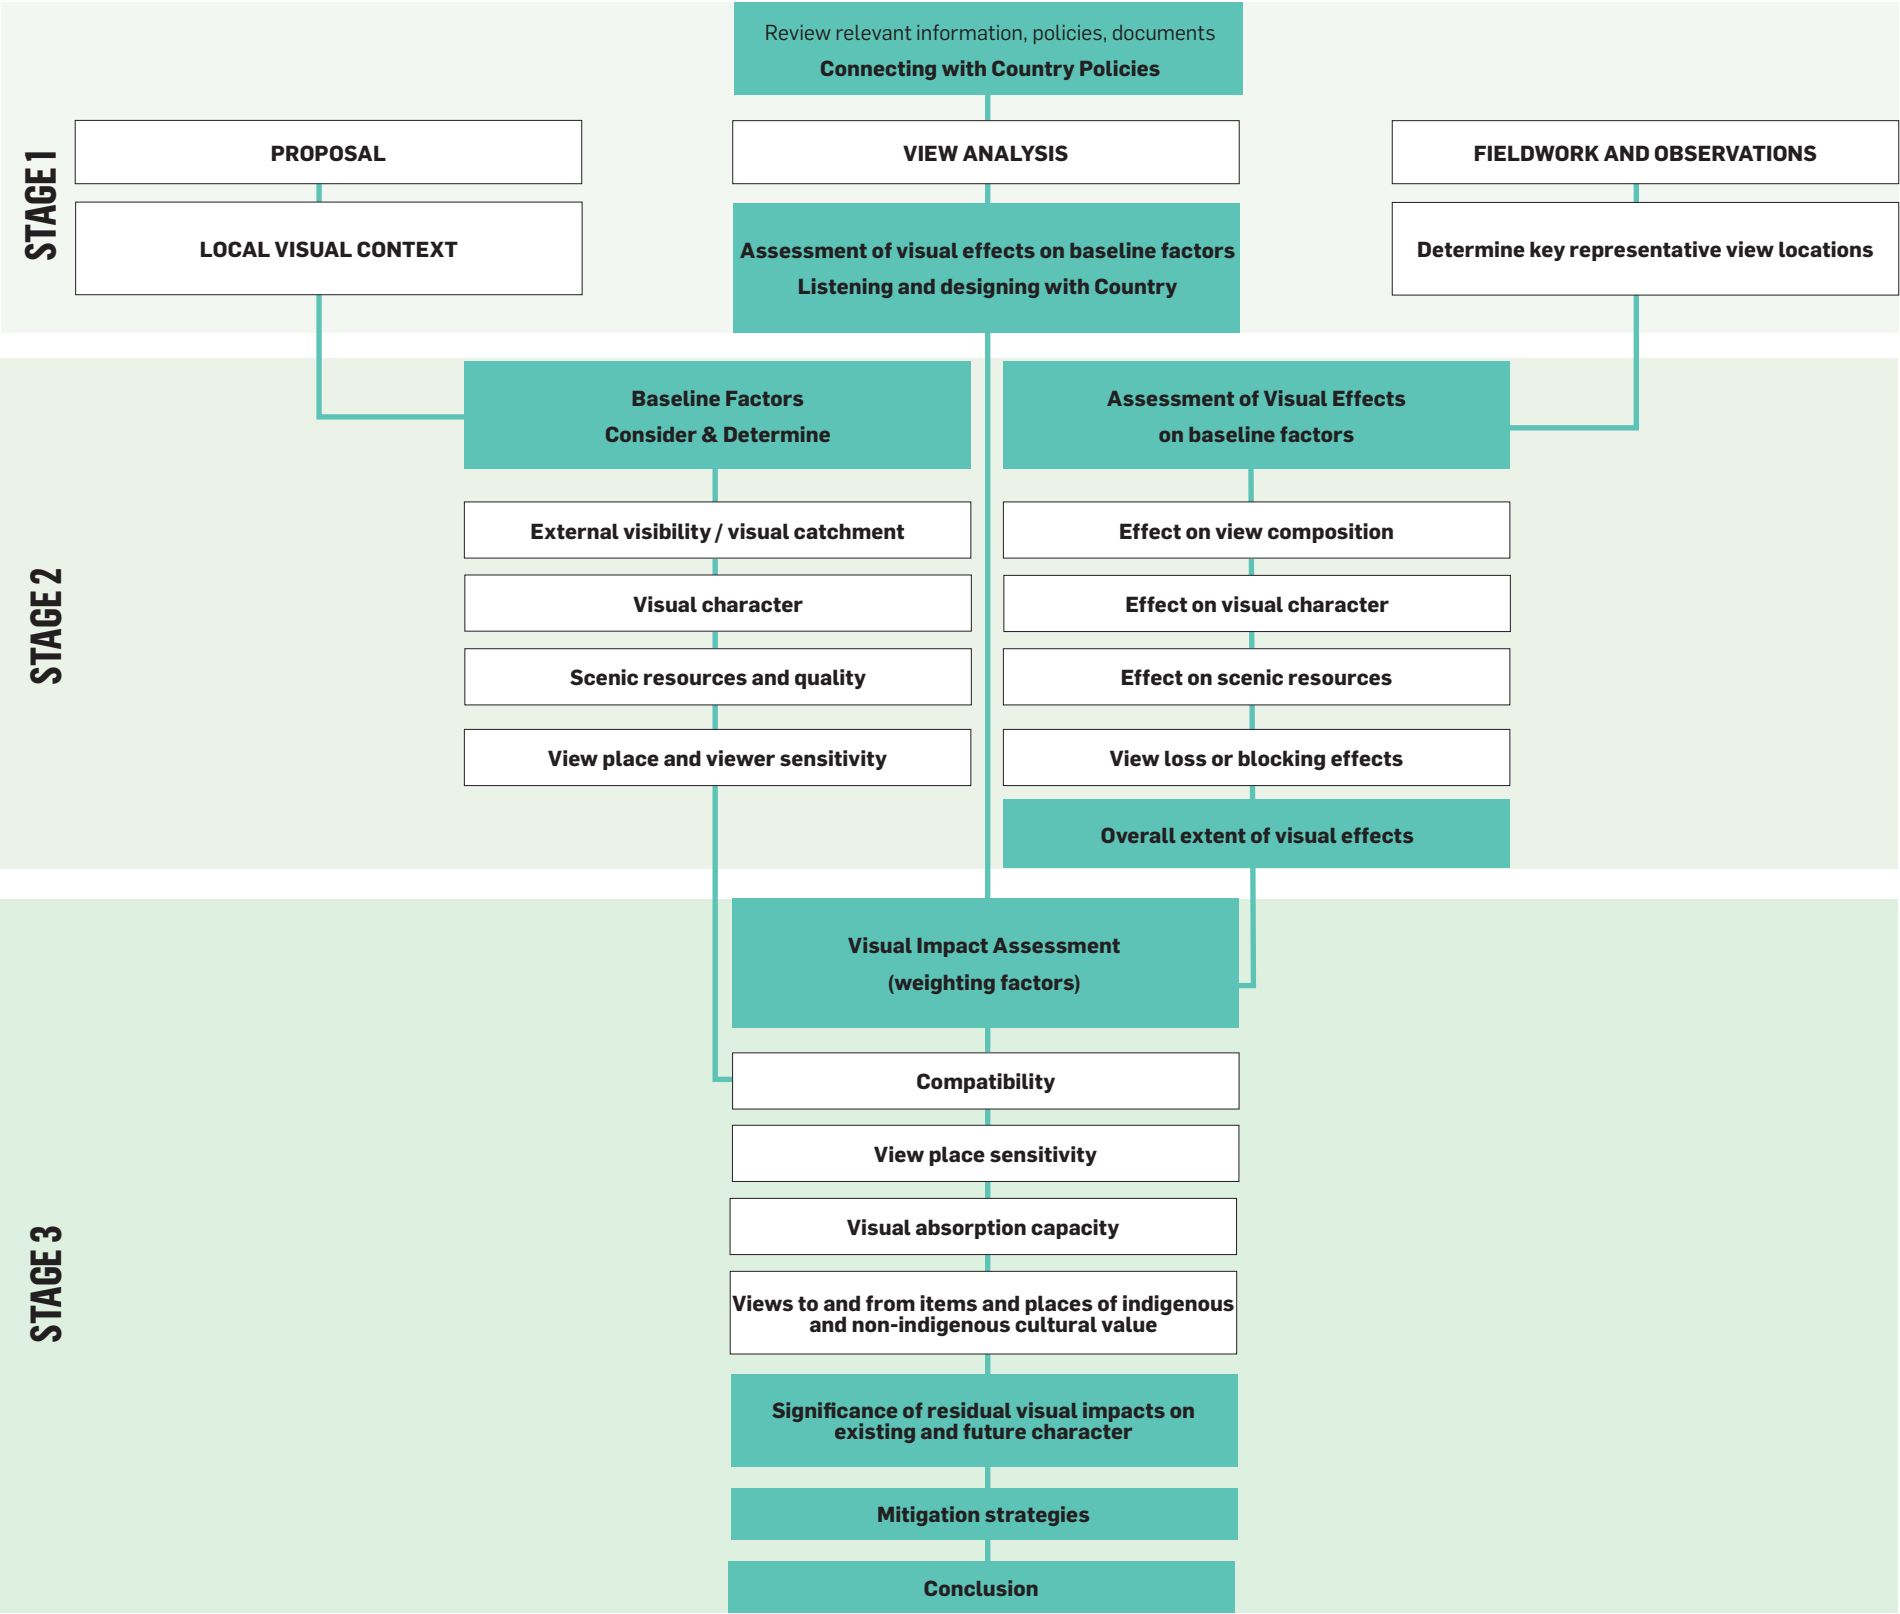 STAGE 1
Review relevant information, policies, documents
Connecting with Country Policies
PROPOSAL
VIEW ANALYSIS
FIELDWORK AND OBSERVATIONS
LOCAL VISUAL CONTEXT
Assessment of visual effects on baseline factors
Listening and designing with Country
Determine key representative view locations
STAGE 2
Baseline Factors
Consider & Determine
External visibility / visual catchment
Visual character
Scenic resources and quality
View place and viewer sensitivity
Assessment of Visual Effects
on baseline factors
Effect on view composition
Effect on visual character
Effect on scenic resources
View loss or blocking effects
Overall extent of visual effects
STAGE 3
Visual Impact Assessment
(weighting factors)
Compatibility
View place sensitivity
Visual absorption capacity
Views to and from items and places of indigenous
and non-indigenous cultural value
Significance of residual visual impacts on
existing and future character
Mitigation strategies
Conclusion